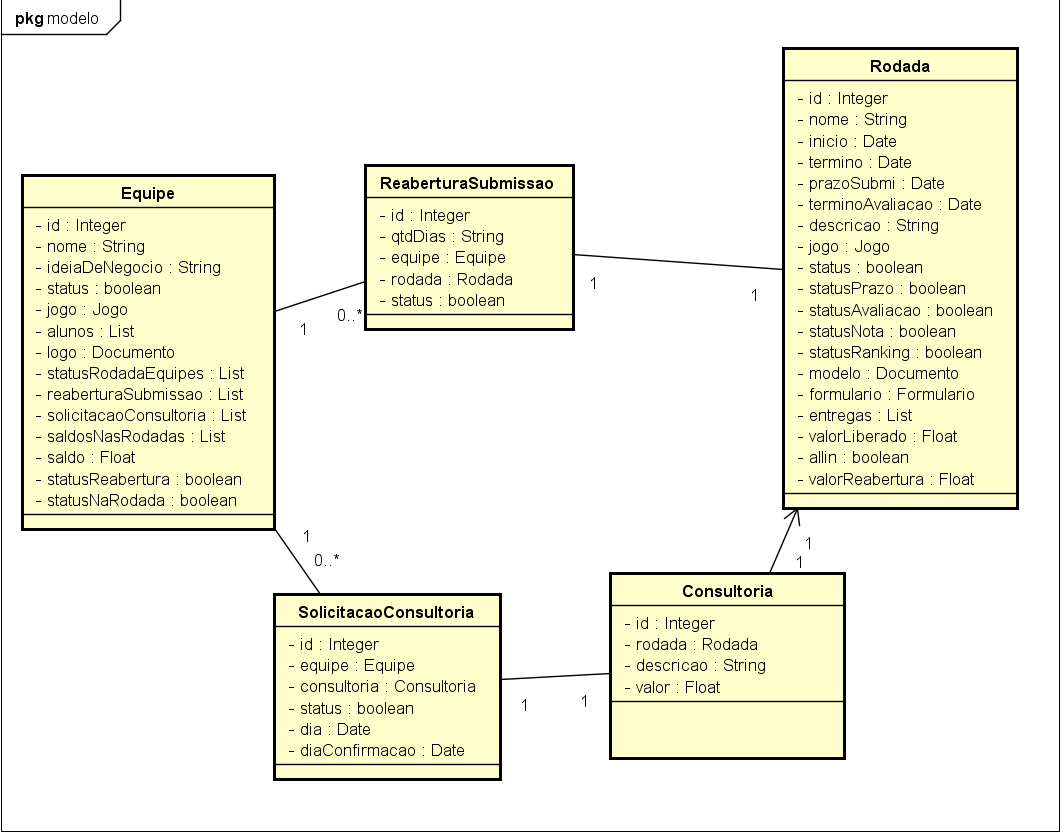 pkg modelo
Rodada
- id : Integer
- nome : String
- inicio : Date
- termino : Date
- prazoSubmi : Date
- terminoAvaliacao : Date
- descricao : String
- jogo : Jogo
- status : boolean
- statusPrazo : boolean
- statusAvaliacao : boolean
- statusNota : boolean
- statusRanking : boolean
- modelo : Documento
- formulario : Formulario
- entregas : List
- valorLiberado : Float
- allin : boolean
- valorReabertura : Float
ReaberturaSubmissao
- id : Integer
- qtdDias : String
- equipe : Equipe
- rodada : Rodada
- status : boolean
Equipe
- id : Integer
- nome : String
- ideiaDeNegocio : String
- status : boolean
- jogo : Jogo
- alunos : List
- logo : Documento
- statusRodadaEquipes : List
- reaberturaSubmissao : List
- solicitacaoConsultoria : List
- saldosNasRodadas : List
- saldo : Float
- statusReabertura : boolean
- statusNaRodada : boolean
1
0..*
1
1
1
0..*
1
1
SolicitacaoConsultoria
- id : Integer
- equipe : Equipe
- consultoria : Consultoria
- status : boolean
- dia : Date
- diaConfirmacao : Date
1
1
Consultoria
- id : Integer
- rodada : Rodada
- descricao : String
- valor : Float